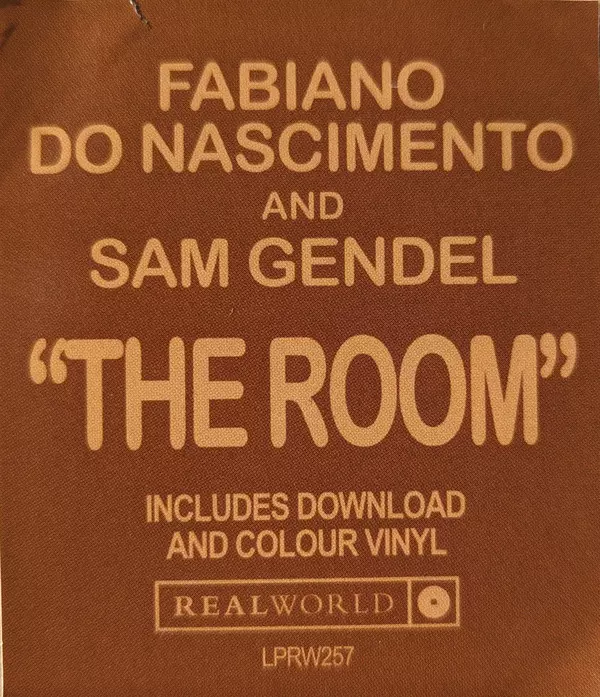 FABIANO
DO NASCIMENTO
AND
SAM GENDEL
“THE ROOM”
INCLUDES DOWNLOAD
AND COLOUR VINYL
REALWORLD
LPRW257